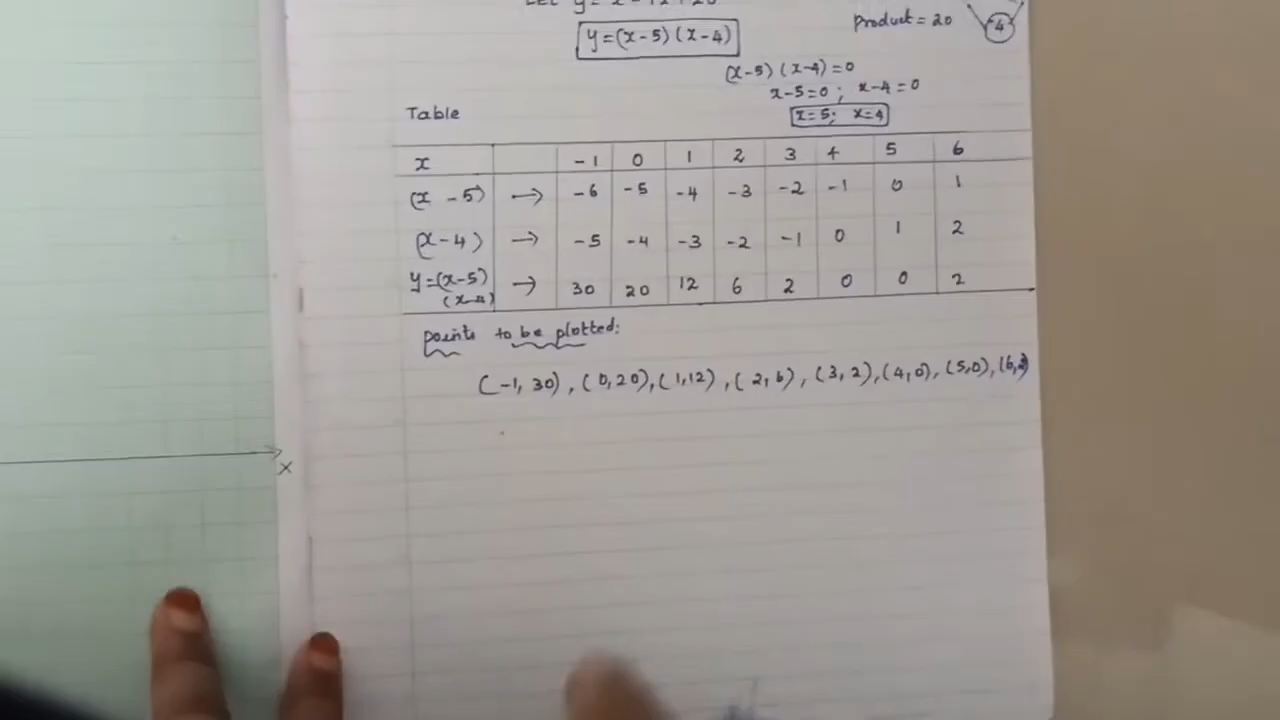 y=(x-5)(x-4)
Product = 20
4
(x-5)(x-4)=0
x-5=0; x-4=0
x=5; x=4
Table
x -1 0 1 2 3 4 5 6
(x-5) → -6 -5 -4 -3 -2 -1 0 1
(x-4) → -5 -4 -3 -2 -1 0 1 2
y=(x-5) → 30 20 12 6 2 0 0 2
(x-4)
points to be plotted:
(-1, 30), (0,20), (1,12), (2,6), (3,2), (4,0), (5,0), (6,2)
X